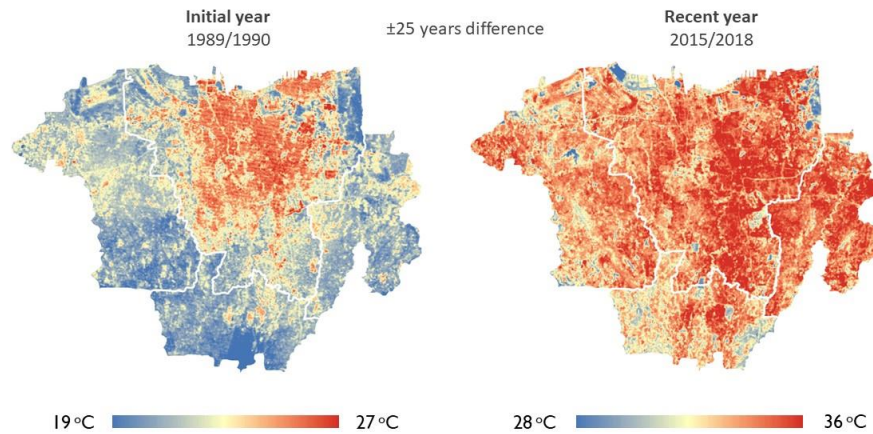 Initial year
1989/1990
±25 years difference
Recent year
2015/2018
19 °C
27 °C
28 °C
36 °C